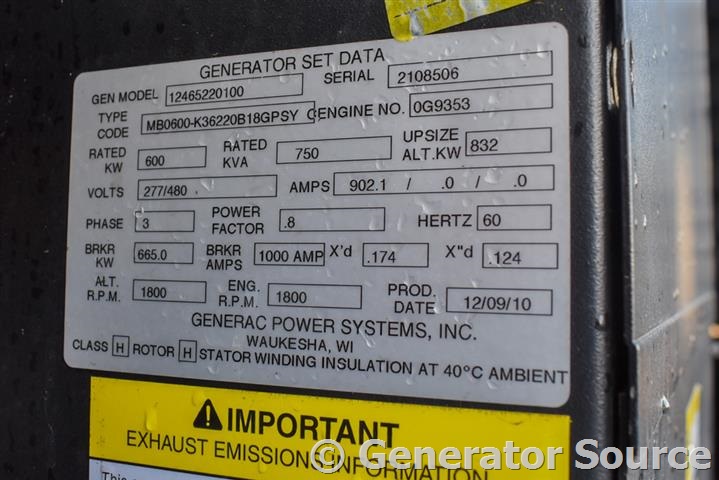 GENERATOR SET DATA
GEN MODEL 12465220100 SERIAL 2108506
TYPE CODE MB0600-K36220B18GPSY C ENGINE NO. 0G9353
RATED KW 600 RATED KVA 750 UPSIZE ALT.KW 832
VOLTS 277/480 AMPS 902.1 / .0 / .0
PHASE 3 POWER FACTOR .8 HERTZ 60
BRKR KW 665.0 BRKR AMPS 1000 AMP X'd .174 X"d .124
ALT. R.P.M. 1800 ENG. R.P.M. 1800 PROD. DATE 12/09/10
GENERAC POWER SYSTEMS, INC.
WAUKESHA, WI
CLASS H ROTOR H STATOR WINDING INSULATION AT 40°C AMBIENT
IMPORTANT
EXHAUST EMISSIONS INFORMATION
© Generator Source